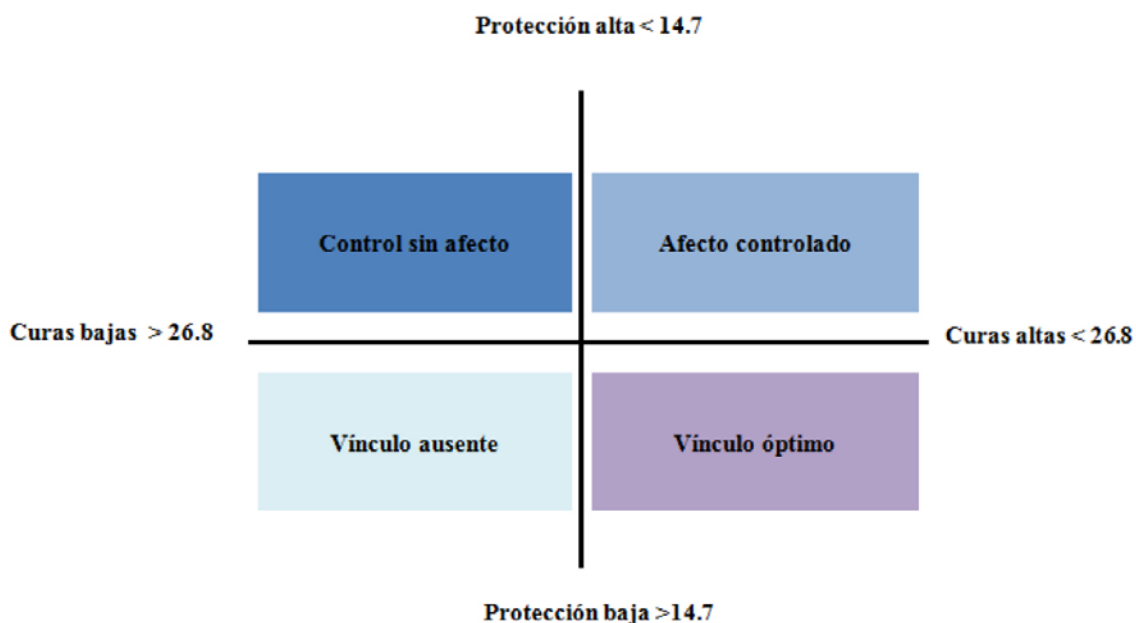 Protección alta < 14.7
Control sin afecto
Afecto controlado
Curas bajas > 26.8
Curas altas < 26.8
Vínculo ausente
Vínculo óptimo
Protección baja >14.7